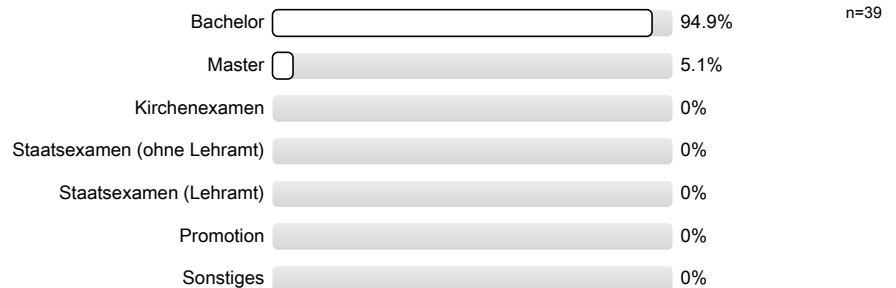 Bachelor 94.9% n=39
Master 5.1%
Kirchenexamen 0%
Staatsexamen (ohne Lehramt) 0%
Staatsexamen (Lehramt) 0%
Promotion 0%
Sonstiges 0%